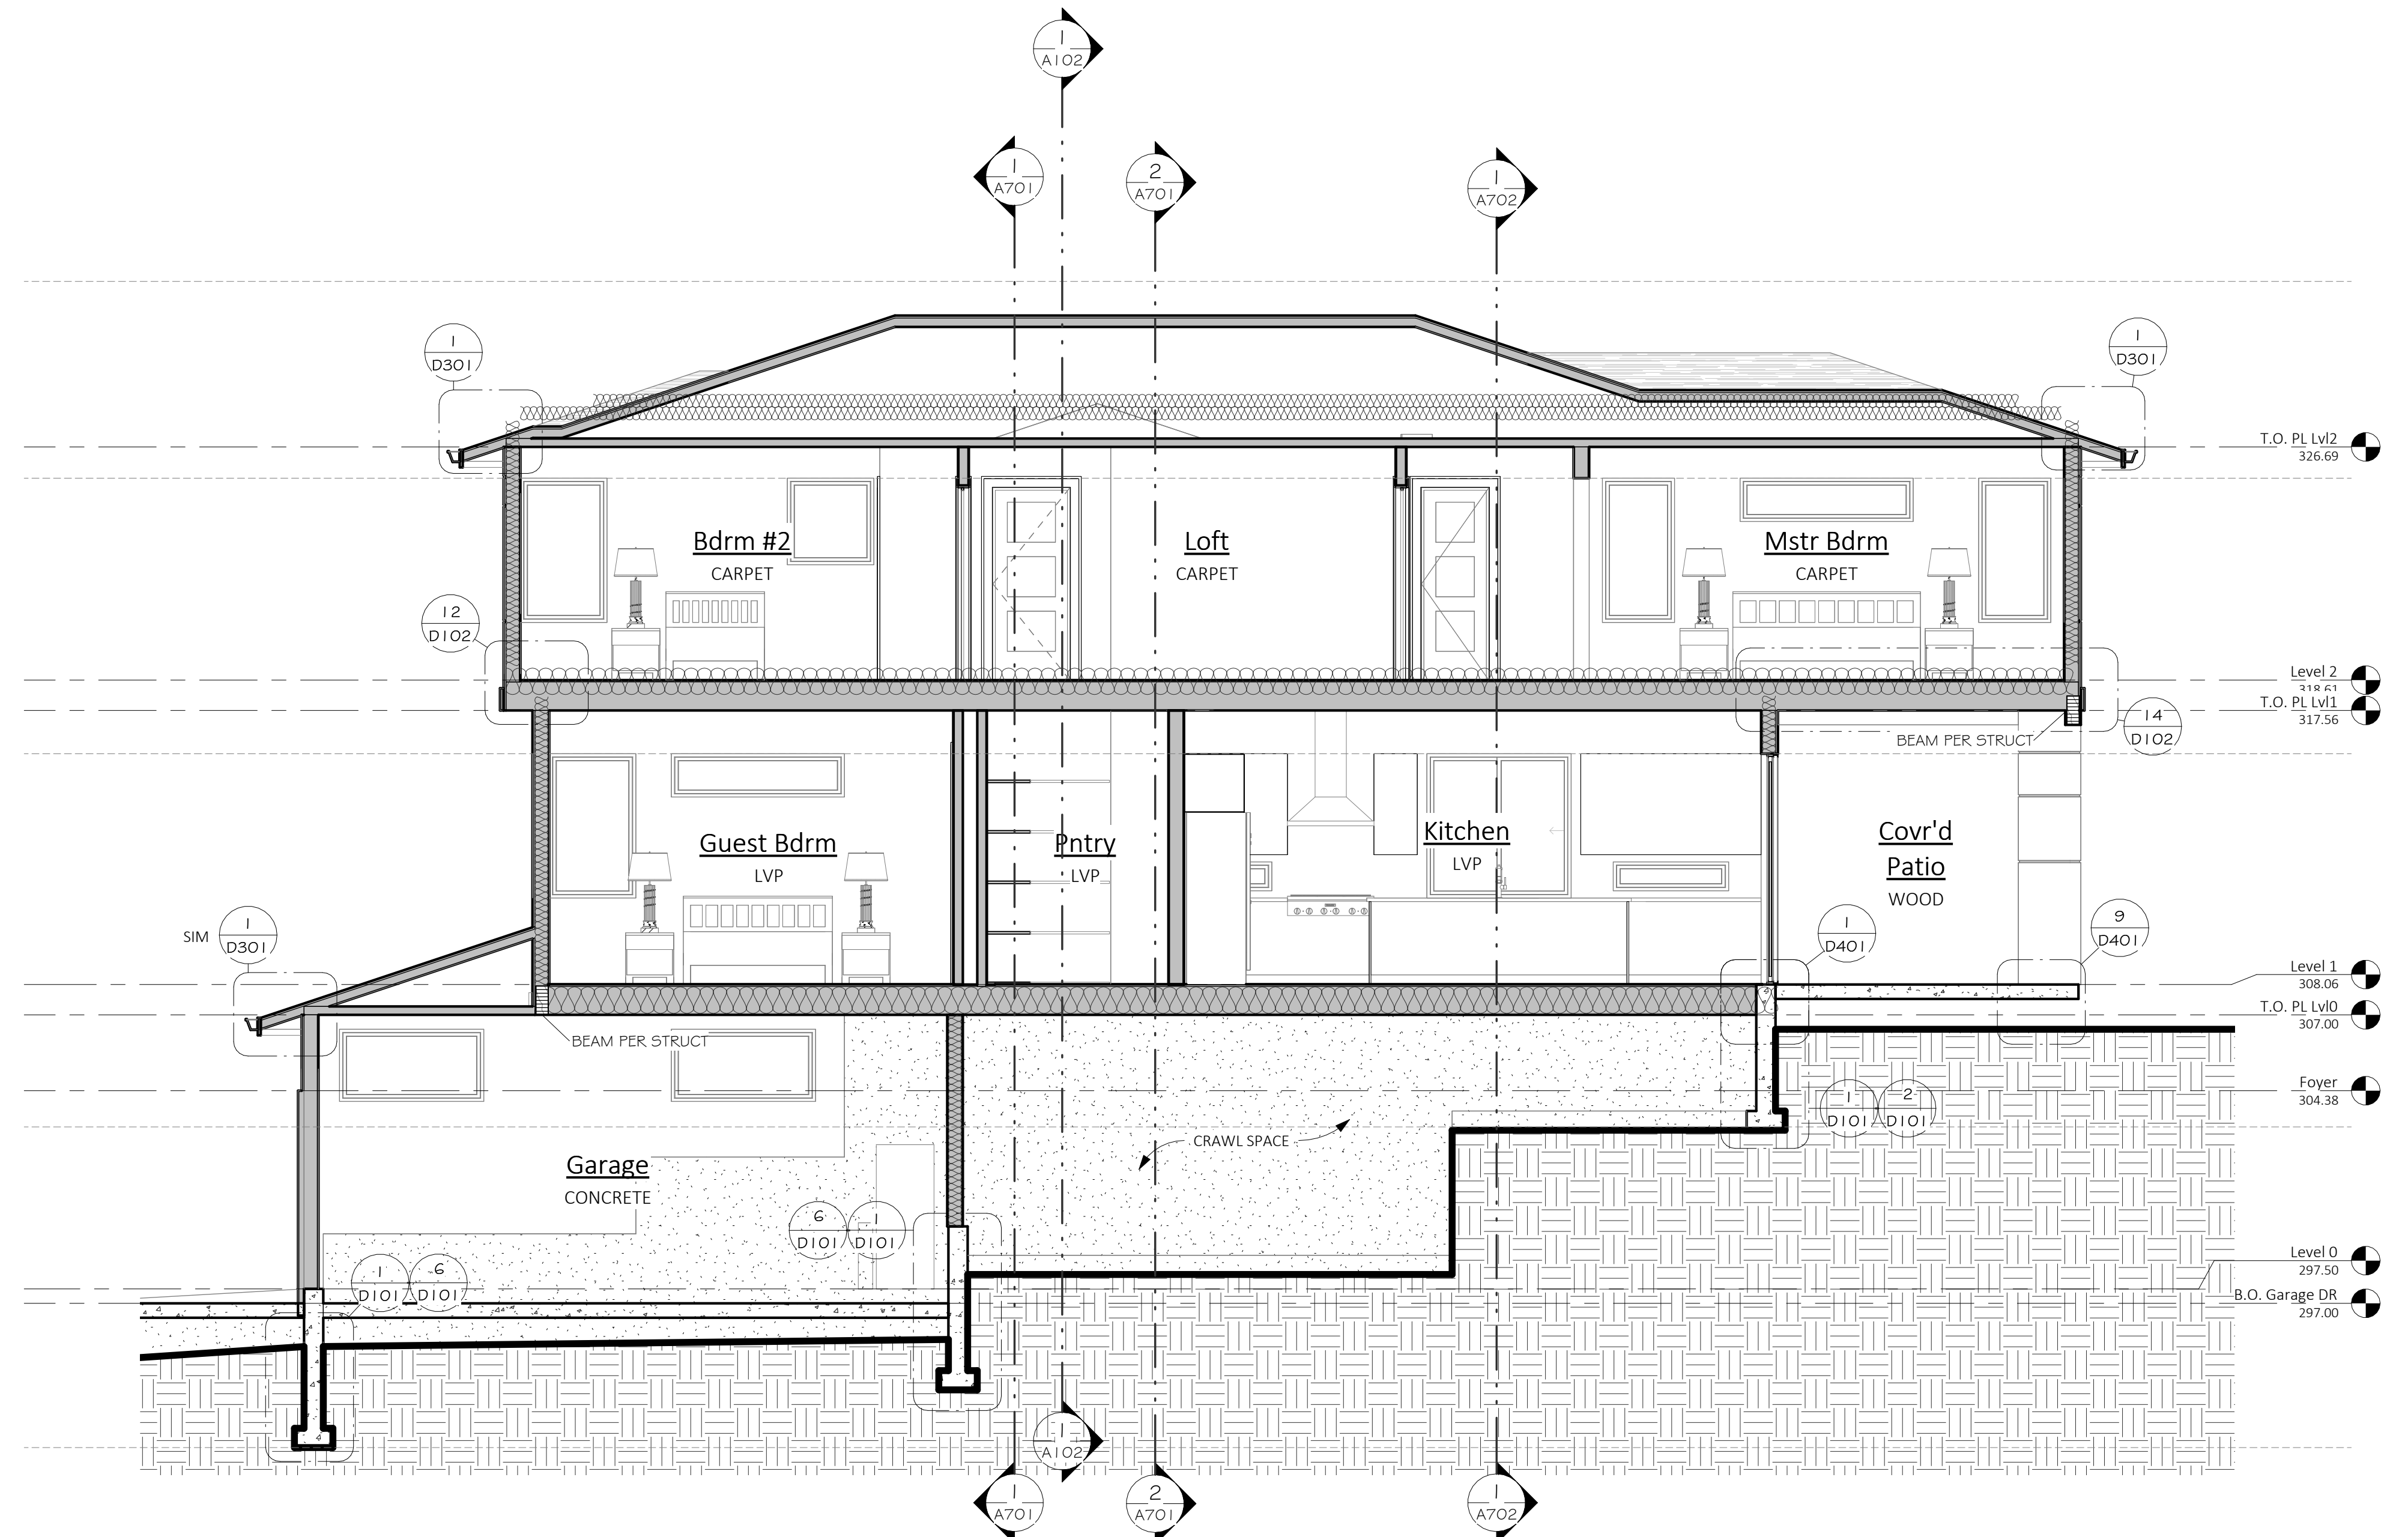 1
A102
1
A701
2
A701
1
A702
1
D301
1
D301
T.O. PL Lvl2
326.69
Bdrm #2
CARPET
Loft
CARPET
Mstr Bdrm
CARPET
12
D102
Level 2
318.61
T.O. PL Lvl1
317.56
14
D102
BEAM PER STRUCT
Guest Bdrm
LVP
Pntry
LVP
Kitchen
LVP
Covr'd
Patio
WOOD
SIM
1
D301
1
D401
9
D401
Level 1
308.06
T.O. PL Lvl0
307.00
BEAM PER STRUCT
Foyer
304.38
1
D101
2
D101
CRAWL SPACE
Garage
CONCRETE
6
D101
1
D101
1
D101
6
D101
Level 0
297.50
B.O. Garage DR
297.00
1
A102
1
A701
2
A701
1
A702